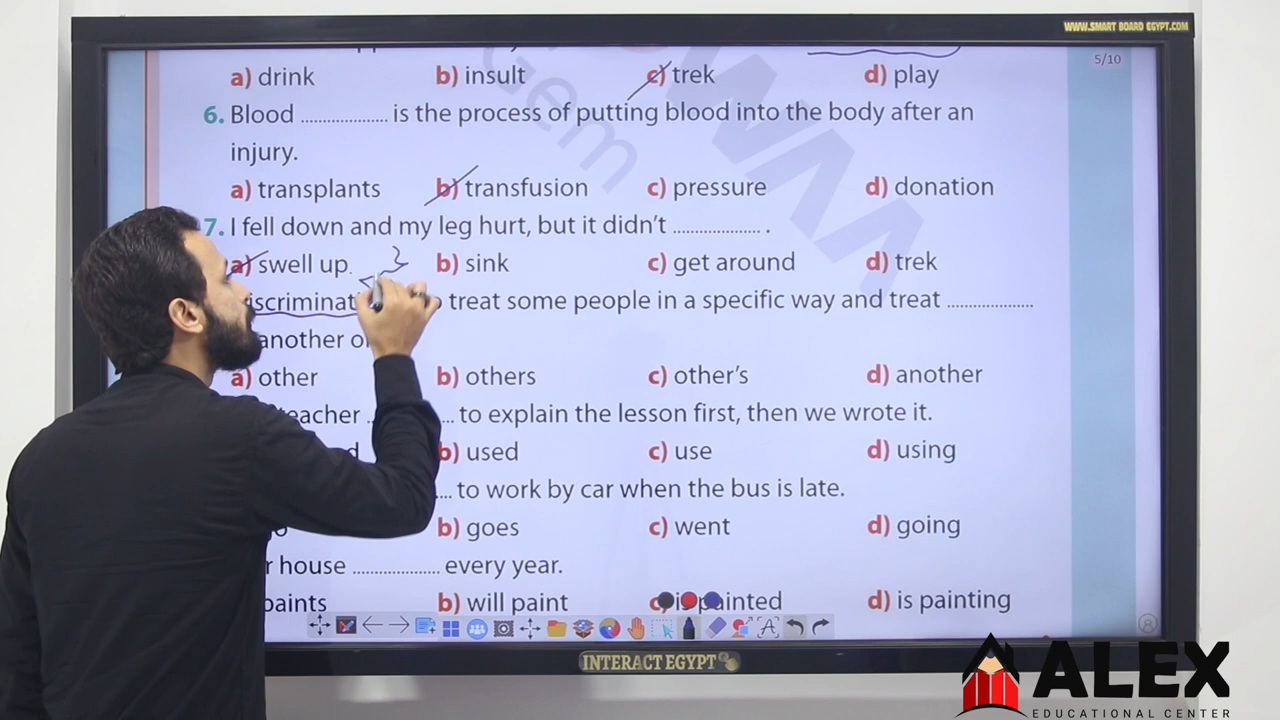 WWW.SMART BOARD EGYPT.COM
5/10
a) drink b) insult c) trek d) play
6. Blood .................... is the process of putting blood into the body after an
injury.
a) transplants b) transfusion c) pressure d) donation
7. I fell down and my leg hurt, but it didn't .................... .
a) swell up b) sink c) get around d) trek
treat some people in a specific way and treat ....................
another
a) other b) others c) other's d) another
teacher to explain the lesson first, then we wrote it.
b) used c) use d) using
.... to work by car when the bus is late.
b) goes c) went d) going
house .................... every year.
paints b) will paint c) is painted d) is painting
Gem
INTERACT EGYPT
ALEX
EDUCATIONAL CENTER